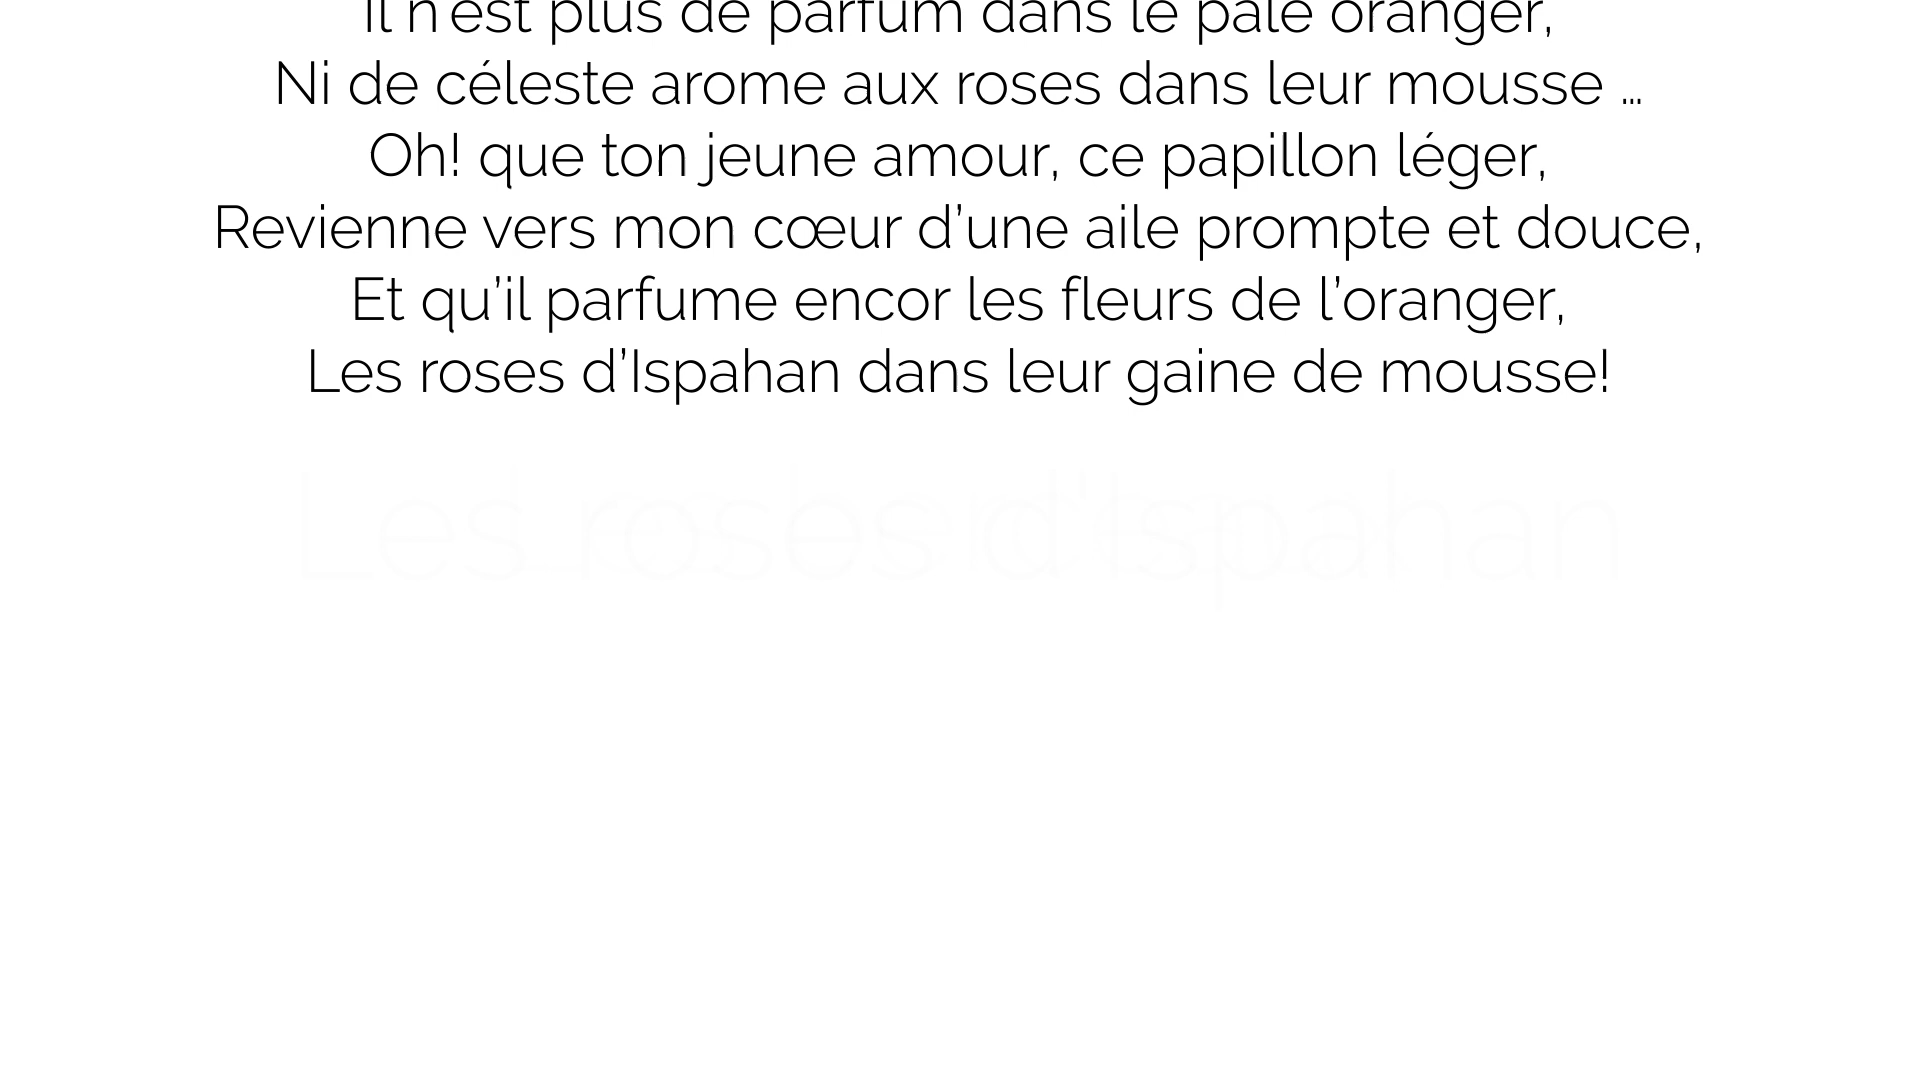 Il n’est plus de parfum dans le pale oranger,
Ni de céleste arome aux roses dans leur mousse ...
Oh! que ton jeune amour, ce papillon léger,
Revienne vers mon cœur d’une aile prompte et douce,
Et qu’il parfume encor les fleurs de l’oranger,
Les roses d’Ispahan dans leur gaine de mousse!
Les roses d'Ispahan